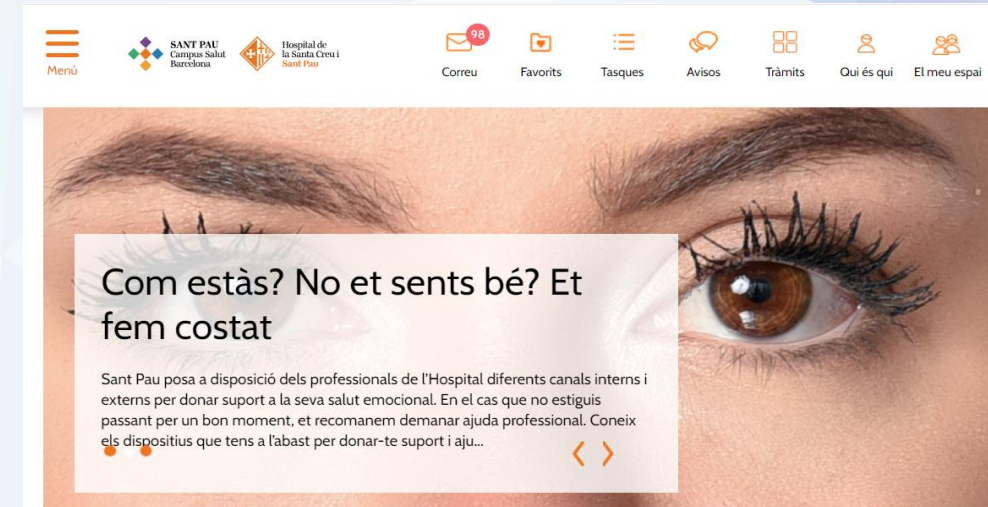 Menú
SANT PAU
Campus Salut
Barcelona
Hospital de
la Santa Creu i
Sant Pau
98
Correu
Favorits
Tasques
Avisos
Tràmits
Qui és qui
El meu espai
Com estàs? No et sents bé? Et
fem costat
Sant Pau posa a disposició dels professionals de l'Hospital diferents canals interns i
externs per donar suport a la seva salut emocional. En el cas que no estiguis
passant per un bon moment, et recomanem demanar ajuda professional. Coneix
els dispositius que tens a l'abast per donar-te suport i aju...